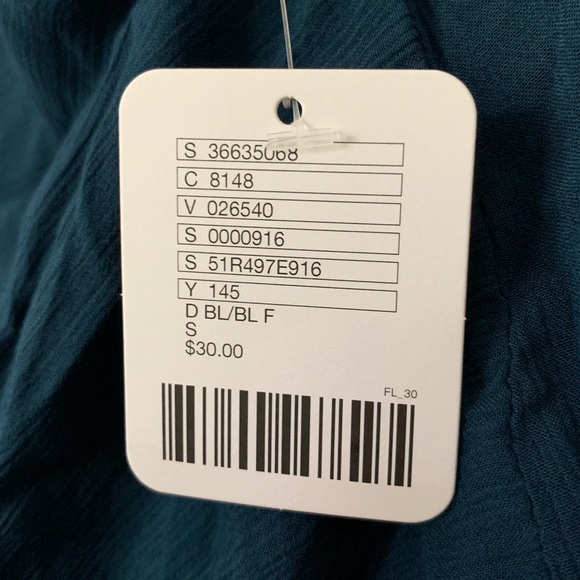 S 36635068
C 8148
V 026540
S 0000916
S 51R497E916
Y 145
D BL/BL F
S
$30.00
FL_30